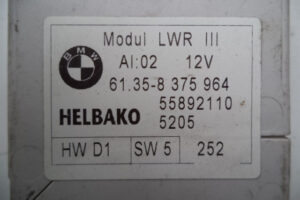 BMW
Modul LWR III
AI:02 12V
61.35-8 375 964
55892110
HELBAKO 5205
HW D1 SW 5 252